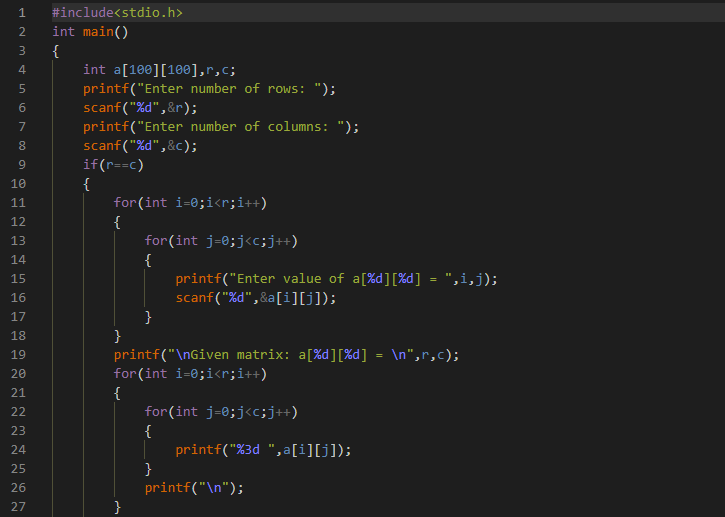 1 #include<stdio.h>
2 int main()
3 {
4     int a[100][100],r,c;
5     printf("Enter number of rows: ");
6     scanf("%d",&r);
7     printf("Enter number of columns: ");
8     scanf("%d",&c);
9     if(r==c)
10     {
11         for(int i=0;i<r;i++)
12         {
13             for(int j=0;j<c;j++)
14             {
15                 printf("Enter value of a[%d][%d] = ",i,j);
16                 scanf("%d",&a[i][j]);
17             }
18         }
19         printf("\nGiven matrix: a[%d][%d] = \n",r,c);
20         for(int i=0;i<r;i++)
21         {
22             for(int j=0;j<c;j++)
23             {
24                 printf("%3d ",a[i][j]);
25             }
26             printf("\n");
27         }